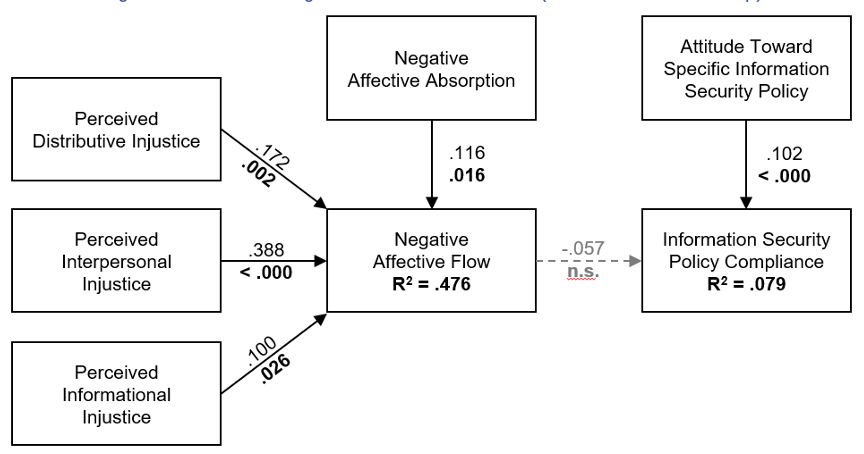 Negative
Affective Absorption
Attitude Toward
Specific Information
Security Policy
Perceived
Distributive Injustice
.172
.002
.116
.016
.102
< .000
Perceived
Interpersonal
Injustice
.388
< .000
Negative
Affective Flow
R² = .476
-.057
n.s.
Information Security
Policy Compliance
R² = .079
Perceived
Informational
Injustice
.100
.026